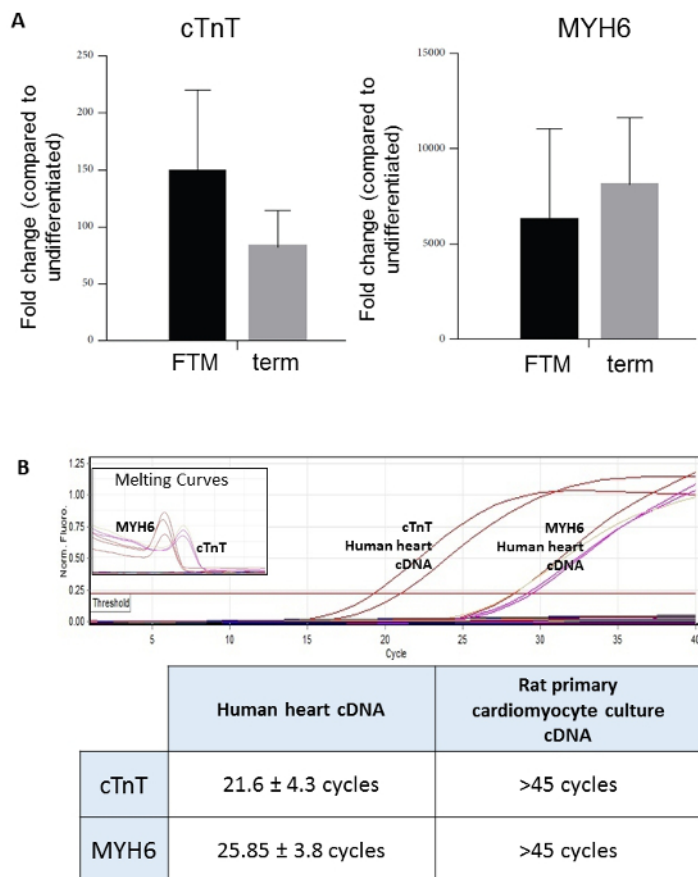 A
cTnT
MYH6
Fold change (compared to
undifferentiated)
250
200
150
100
50
0
FTM
term
Fold change (compared to
undifferentiated)
15000
10000
5000
0
FTM
term
B
Norm. Fluoro.
1.25
1.00
0.75
0.50
0.25
0.00
Melting Curves
MYH6
cTnT
cTnT
Human heart
cDNA
MYH6
Human heart
cDNA
Threshold
5
10
15
20
25
30
35
40
Cycle
Human heart cDNA
Rat primary
cardiomyocyte culture
cDNA
cTnT
21.6 ± 4.3 cycles
>45 cycles
MYH6
25.85 ± 3.8 cycles
>45 cycles